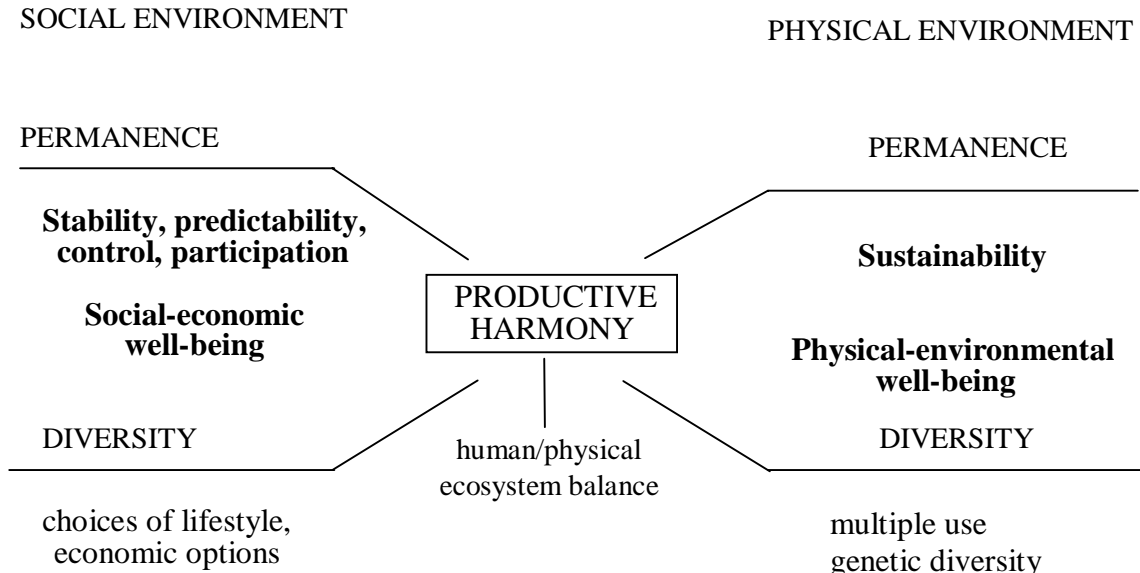 SOCIAL ENVIRONMENT
PHYSICAL ENVIRONMENT
PERMANENCE
PERMANENCE
Stability, predictability,
control, participation
Sustainability
Social-economic
well-being
PRODUCTIVE
HARMONY
Physical-environmental
well-being
DIVERSITY
DIVERSITY
human/physical
ecosystem balance
choices of lifestyle,
economic options
multiple use
genetic diversity